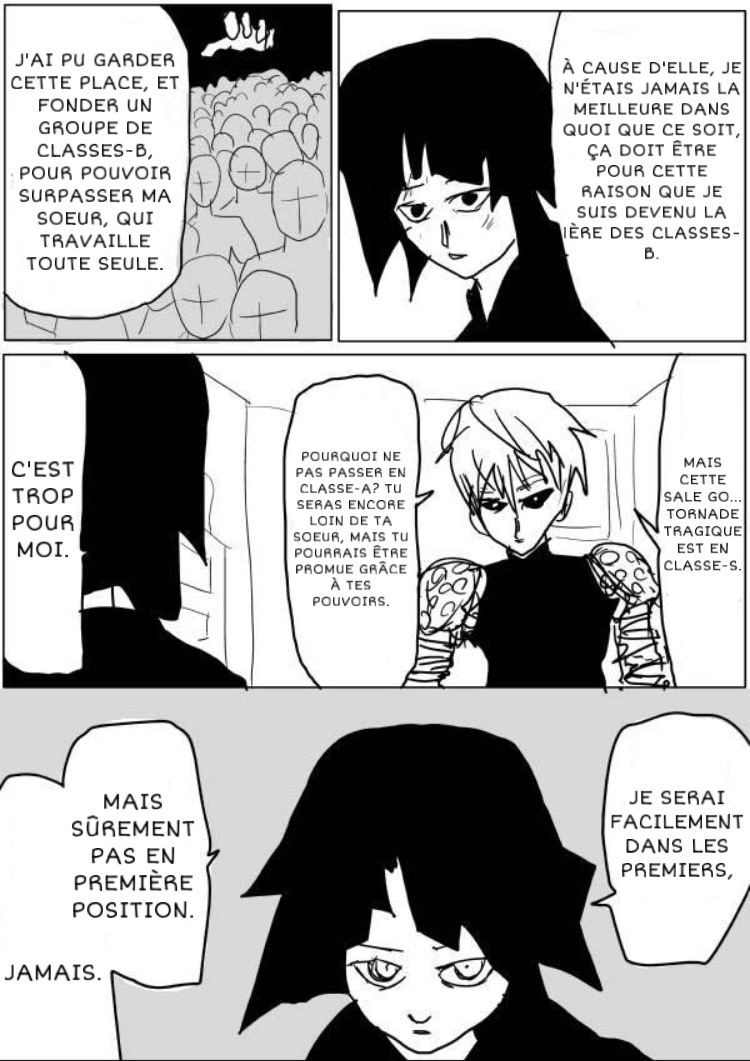 À CAUSE D'ELLE, JE
N'ÉTAIS JAMAIS LA
MEILLEURE DANS
QUOI QUE CE SOIT,
ÇA DOIT ÊTRE
POUR CETTE
RAISON QUE JE
SUIS DEVENU LA
1ÈRE DES CLASSES-
B.
J'AI PU GARDER
CETTE PLACE, ET
FONDER UN
GROUPE DE
CLASSES-B,
POUR POUVOIR
SURPASSER MA
SOEUR, QUI
TRAVAILLE
TOUTE SEULE.
MAIS
CETTE
SALE GO...
TORNADE
TRAGIQUE
EST EN
CLASSE-S.
POURQUOI NE
PAS PASSER EN
CLASSE-A? TU
SERAS ENCORE
LOIN DE TA
SOEUR, MAIS TU
POURRAIS ÊTRE
PROMUE GRÂCE
À TES
POUVOIRS.
C'EST
TROP
POUR
MOI.
JE SERAI
FACILEMENT
DANS LES
PREMIERS,
MAIS
SÛREMENT
PAS EN
PREMIÈRE
POSITION.
JAMAIS.